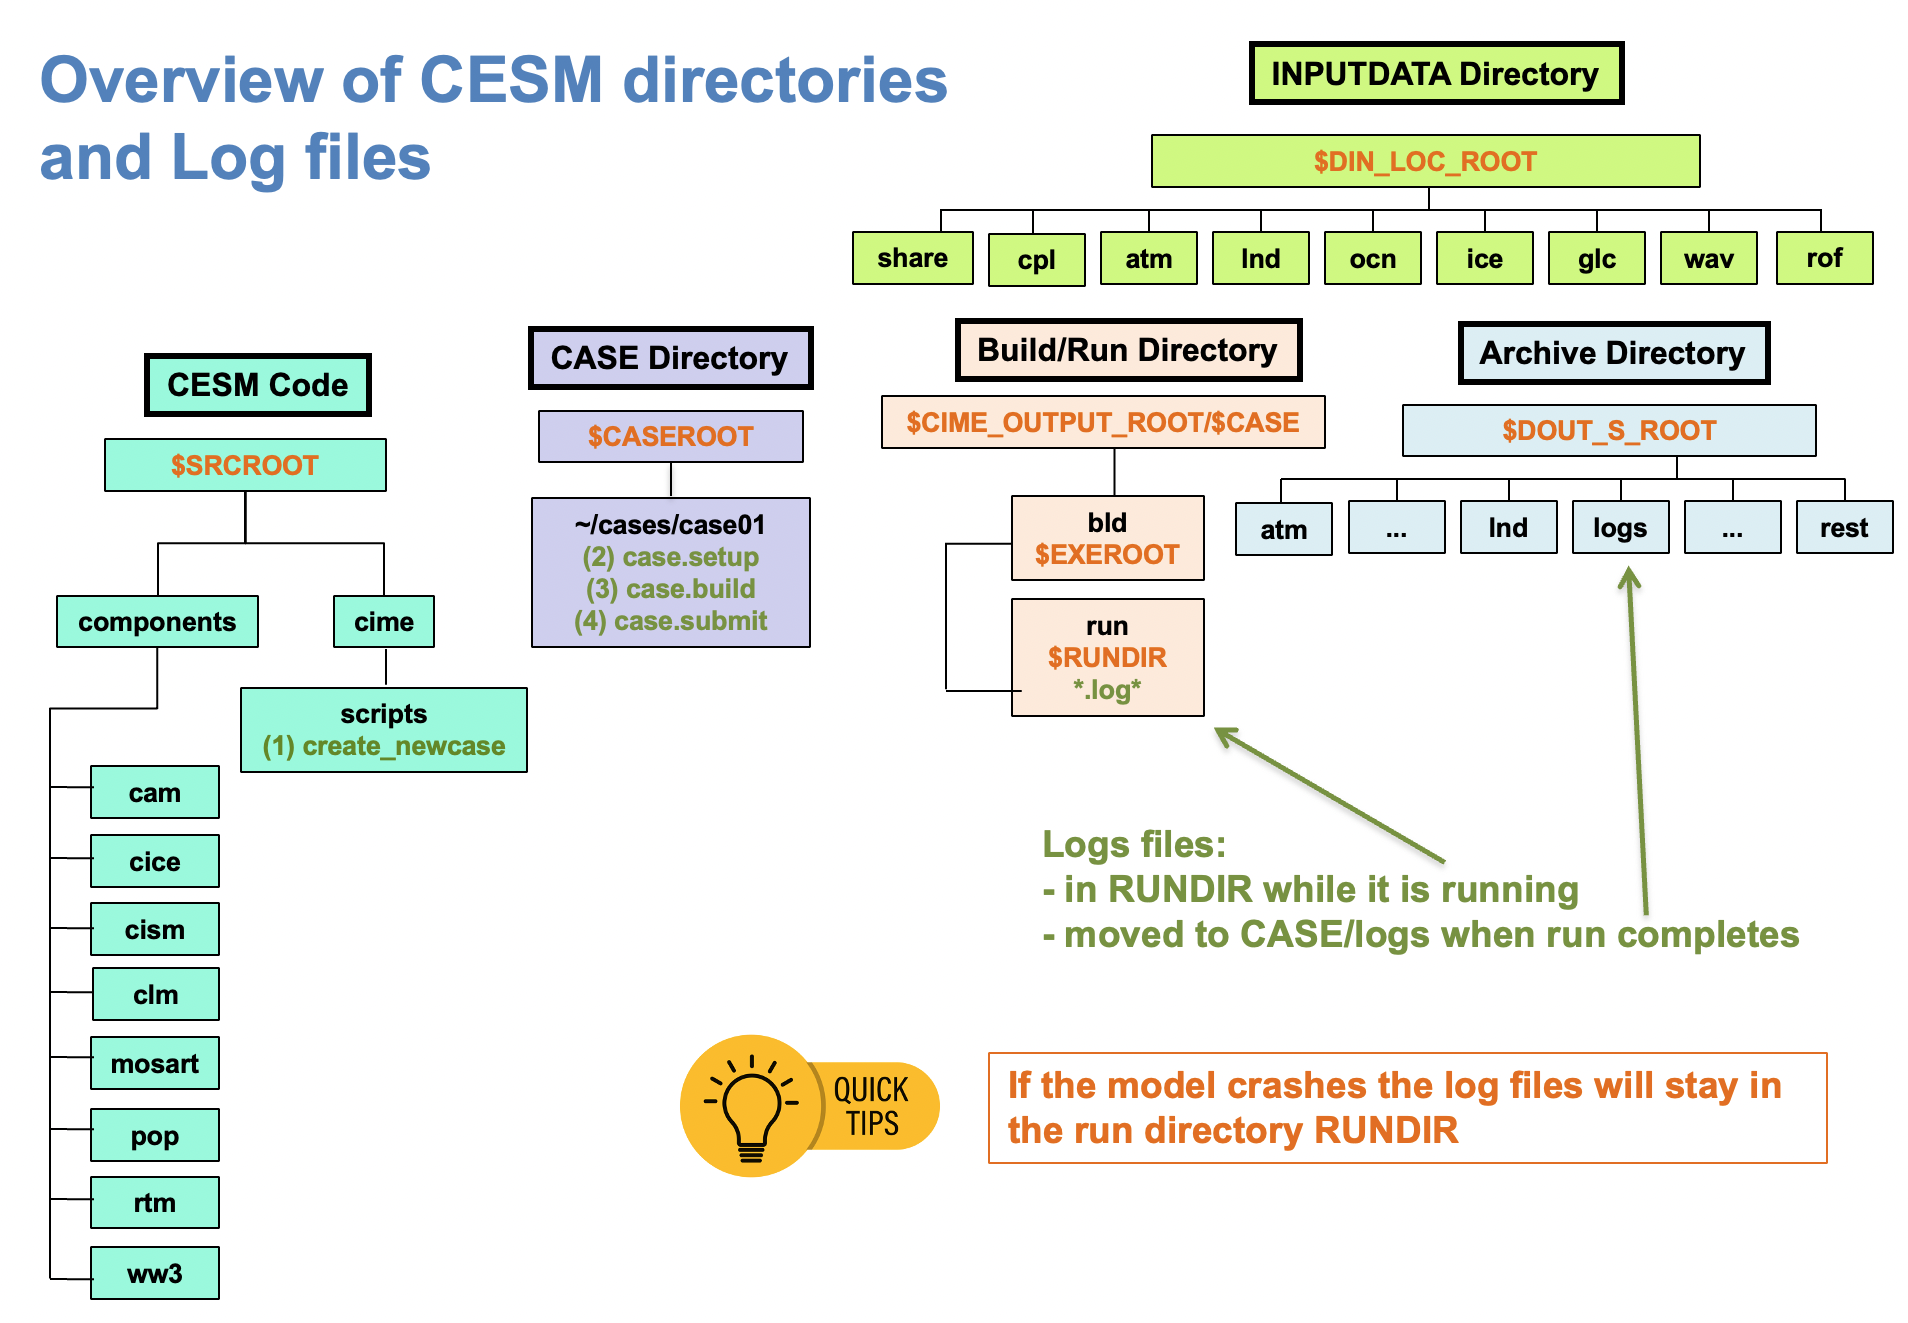 Overview of CESM directories
and Log files
INPUTDATA Directory
$DIN_LOC_ROOT
share
cpl
atm
lnd
ocn
ice
glc
wav
rof
CESM Code
$SRCROOT
components
cime
scripts
(1) create_newcase
cam
cice
cism
clm
mosart
pop
rtm
ww3
CASE Directory
$CASEROOT
~/cases/case01
(2) case.setup
(3) case.build
(4) case.submit
Build/Run Directory
$CIME_OUTPUT_ROOT/$CASE
bld
$EXEROOT
run
$RUNDIR
*.log*
Archive Directory
$DOUT_S_ROOT
atm
...
lnd
logs
...
rest
Logs files:
- in RUNDIR while it is running
- moved to CASE/logs when run completes
QUICK
TIPS
If the model crashes the log files will stay in
the run directory RUNDIR